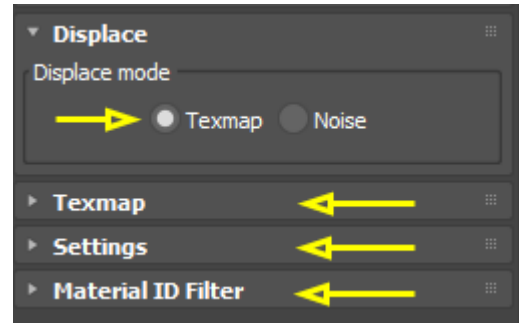 Displace
Displace mode
Texmap Noise
Texmap
Settings
Material ID Filter